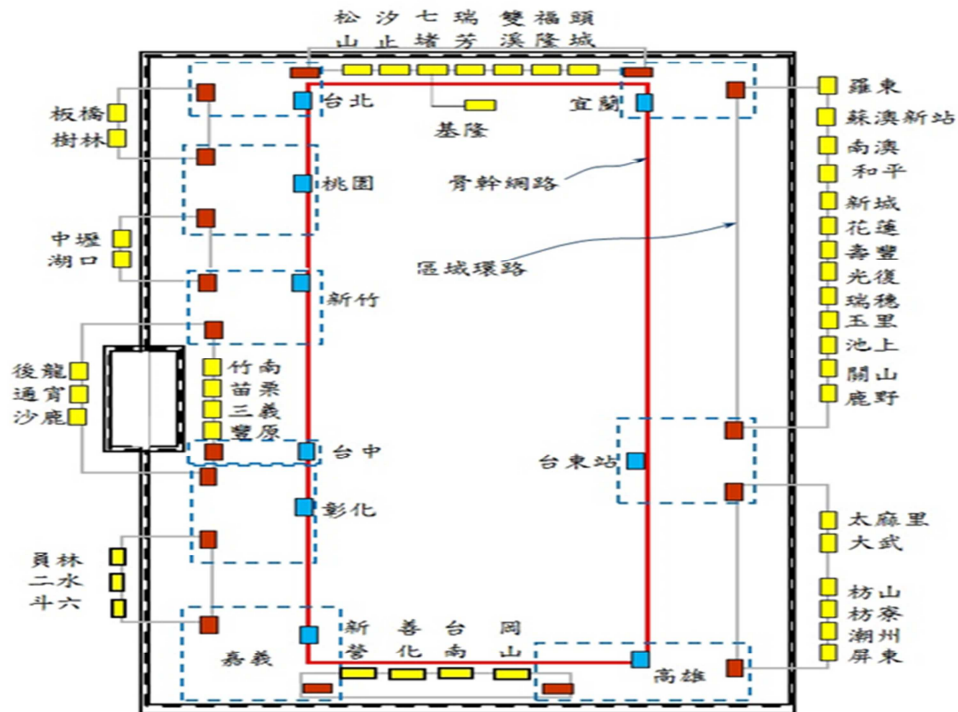 松山
汐止
七堵
瑞芳
雙溪
福隆
頭城
台北
宜蘭
基隆
板橋
樹林
桃園
骨幹網路
區域環路
中壢
湖口
新竹
後龍
通宵
沙鹿
竹南
苗栗
三義
豐原
台中
彰化
台東站
員林
二水
斗六
嘉義
新營
善化
台南
岡山
高雄
羅東
蘇澳新站
南澳
和平
新城
花蓮
壽豐
光復
瑞穗
玉里
池上
關山
鹿野
太麻里
大武
枋山
枋寮
潮州
屏東